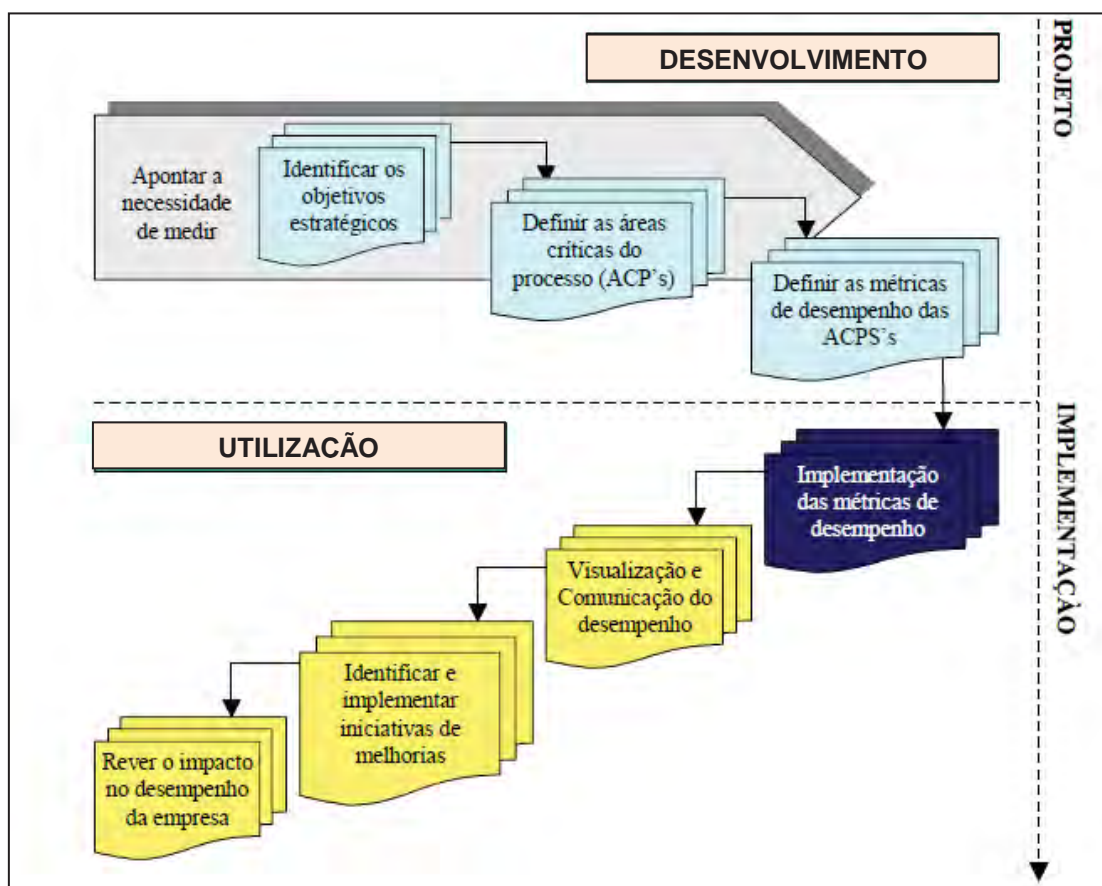 DESENVOLVIMENTO
PROJETO
Apontar a
necessidade
de medir
Identificar os
objetivos
estratégicos
Definir as áreas
críticas do
processo (ACP’s)
Definir as métricas
de desempenho das
ACPS’s
UTILIZACÃO
IMPLEMENTAÇÀO
Implementação
das métricas de
desempenho
Visualização e
Comunicação do
desempenho
Identificar e
implementar
iniciativas de
melhorias
Rever o impacto
no desempenho
da empresa